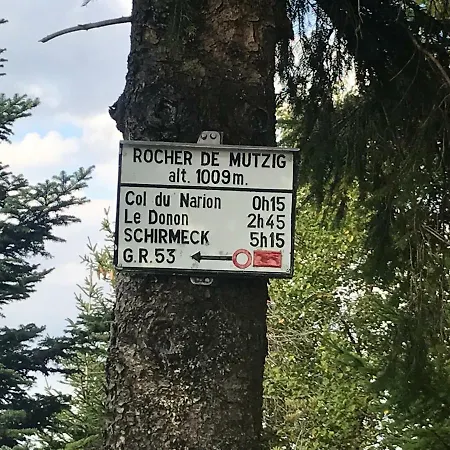 ROCHER DE MUTZIG
alt. 1009m.
Col du Narion 0h15
Le Donon 2h45
SCHIRMECK 5h15
G.R.53